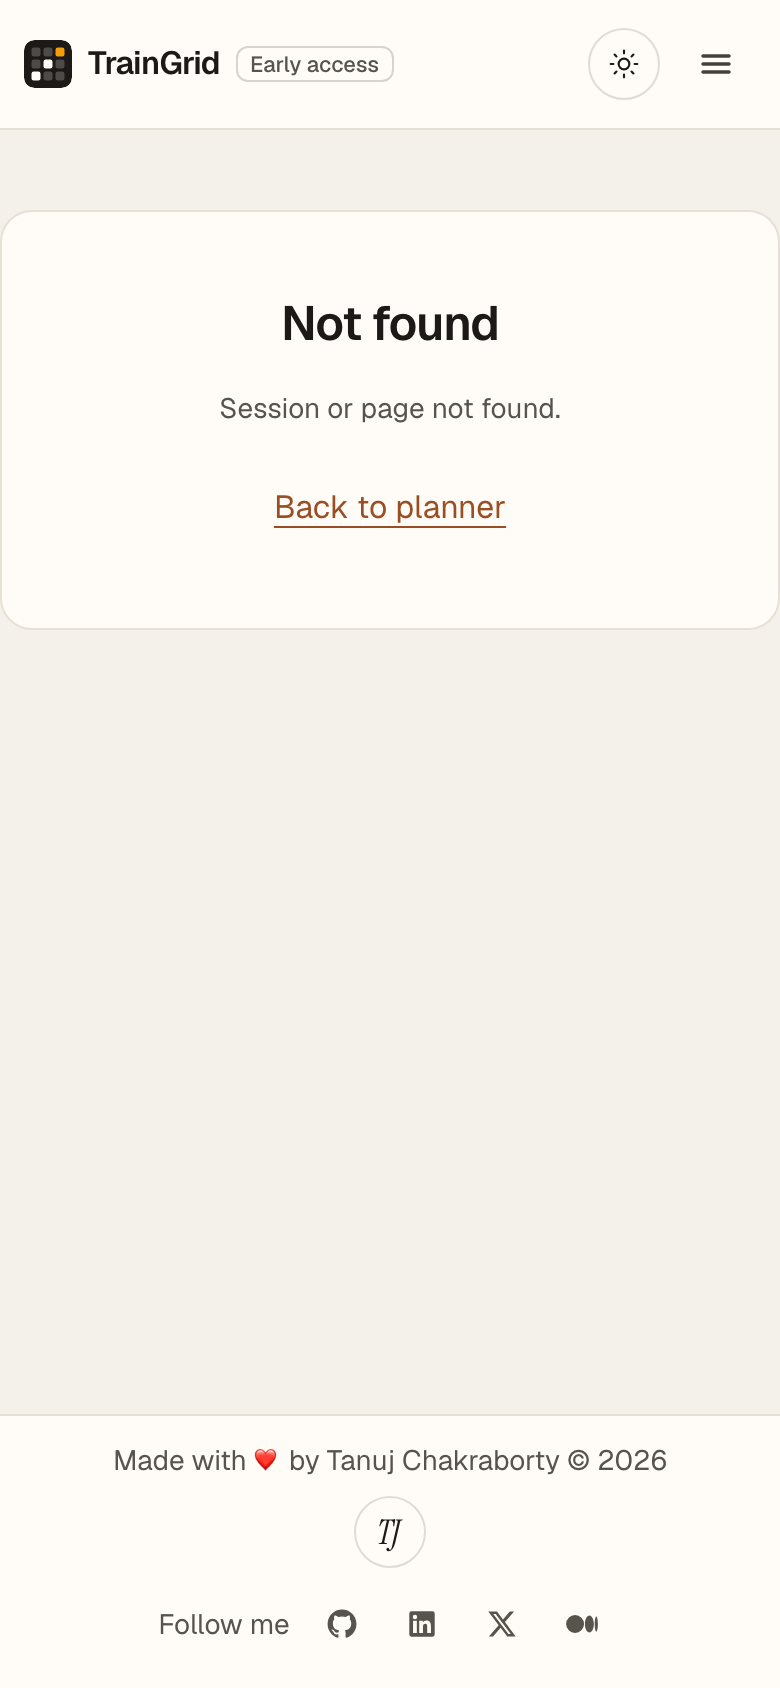 TrainGrid Early access
Not found
Session or page not found.
Back to planner
Made with ❤️ by Tanuj Chakraborty © 2026
TJ
Follow me